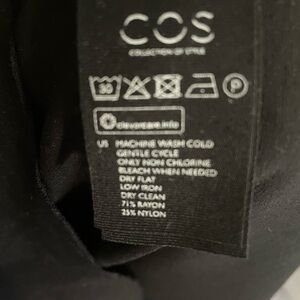 COS
COLLECTION OF STYLE
30
P
clevercare.info
US MACHINE WASH COLD
GENTLE CYCLE
ONLY NON CHLORINE
BLEACH WHEN NEEDED
DRY FLAT
LOW IRON
DRY CLEAN
71% RAYON
25% NYLON